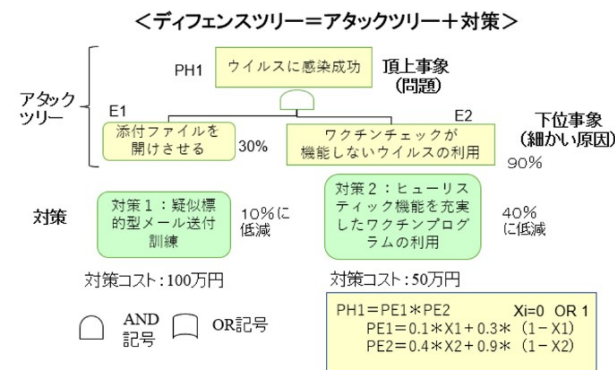 ＜ディフェンスツリー＝アタックツリー＋対策＞
PH1
ウイルスに感染成功
頂上事象
(問題)
アタック
ツリー
E1
E2
下位事象
(細かい原因)
添付ファイルを
開けさせる
30%
ワクチンチェックが
機能しないウイルスの利用
90%
対策
対策１：疑似標
的型メール送付
訓練
10%に
低減
対策２：ヒューリス
ティック機能を充実
したワクチンプログ
ラムの利用
40%
に低減
対策コスト：100万円
対策コスト：50万円
AND
記号
OR記号
PH1=PE1*PE2 Xi=0 OR 1
PE1=0.1*X1+0.3* (1-X1)
PE2=0.4*X2+0.9* (1-X2)